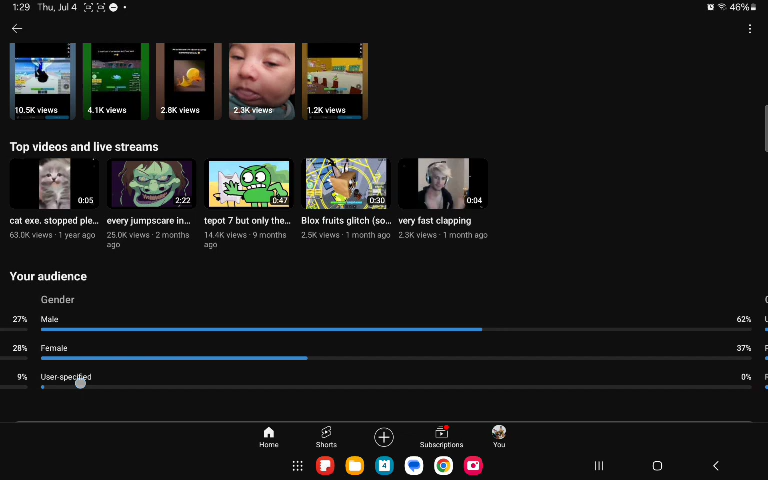 1:29 Thu, Jul 4
46%
10.5K views
4.1K views
2.8K views
2.3K views
1.2K views
Top videos and live streams
0:05
2:22
0:47
0:30
0:04
cat exe. stopped ple...
every jumpscare in...
tepot 7 but only the...
Blox fruits glitch (so...
very fast clapping
63.0K views · 1 year ago
25.0K views · 2 months ago
14.4K views · 9 months ago
2.5K views · 1 month ago
2.3K views · 1 month ago
Your audience
Gender
27%
Male
62%
28%
Female
37%
9%
User-specified
0%
Home
Shorts
Subscriptions
You
4